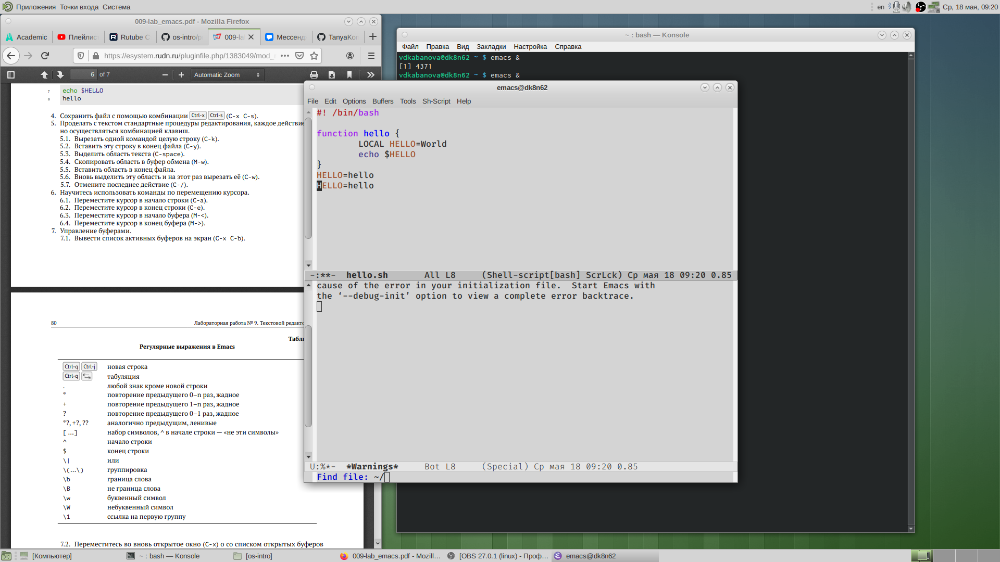 Приложения Точки входа Система
en
Ср, 18 мая, 09:20
009-lab_emacs.pdf - Mozilla Firefox
Academic
Плейлис
Rutube C
os-intro/p
009-la
Мессенд
TanyaKor
https://esystem.rudn.ru/pluginfile.php/1383049/mod_
6 of 7
Automatic Zoom
7 echo $HELLO
8 hello
4. Сохранить файл с помощью комбинации Ctrl-x Ctrl-s (C-x C-s).
5. Проделать с текстом стандартные процедуры редактирования, каждое действие
но осуществляться комбинацией клавиш.
5.1. Вырезать одной командой целую строку (C-k).
5.2. Вставить эту строку в конец файла (C-y).
5.3. Выделить область текста (C-space).
5.4. Скопировать область в буфер обмена (M-w).
5.5. Вставить область в конец файла.
5.6. Вновь выделить эту область и на этот раз вырезать её (C-w).
5.7. Отмените последнее действие (C-/).
6. Научитесь использовать команды по перемещению курсора.
6.1. Переместите курсор в начало строки (C-a).
6.2. Переместите курсор в конец строки (C-e).
6.3. Переместите курсор в начало буфера (M-<).
6.4. Переместите курсор в конец буфера (M->).
7. Управление буферами.
7.1. Вывести список активных буферов на экран (C-x C-b).
80 Лабораторная работа № 9. Текстовой редакто
Табл
Регулярные выражения в Emacs
Ctrl-q Ctrl-j новая строка
Ctrl-q табуляция
. любой знак кроме новой строки
* повторение предыдущего 0–n раз, жадное
+ повторение предыдущего 1–n раз, жадное
? повторение предыдущего 0–1 раз, жадное
*?, +?, ?? аналогично предыдущим, ленивые
[ …] набор символов, ^ в начале строки — «не эти символы»
^ начало строки
$ конец строки
\| или
\(…\) группировка
\b граница слова
\B не граница слова
\w буквенный символ
\W небуквенный символ
\1 ссылка на первую группу
7.2. Переместитесь во вновь открытое окно (C-x) o со списком открытых буферов
~ : bash — Konsole
Файл Правка Вид Закладки Настройка Справка
vdkabanova@dk8n62 ~ $ emacs &
[1] 4371
vdkabanova@dk8n62 ~ $ emacs &
emacs@dk8n62
File Edit Options Buffers Tools Sh-Script Help
#! /bin/bash
function hello {
LOCAL HELLO=World
echo $HELLO
}
HELLO=hello
HELLO=hello
-:**- hello.sh All L8 (Shell-script[bash] ScrLck) Ср мая 18 09:20 0.85
cause of the error in your initialization file. Start Emacs with
the ‘--debug-init’ option to view a complete error backtrace.
U:%*- *Warnings* Bot L8 (Special) Ср мая 18 09:20 0.85
Find file: ~/
[Компьютер]
~ : bash — Konsole
[os-intro]
009-lab_emacs.pdf - Mozill...
[OBS 27.0.1 (linux) - Проф...
emacs@dk8n62